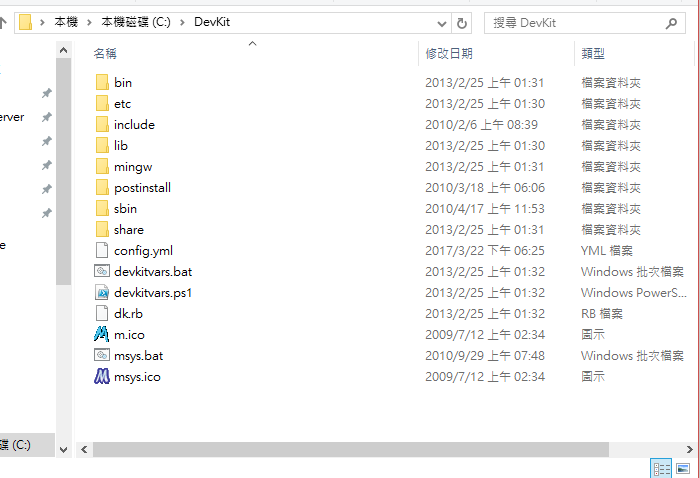 本機 › 本機磁碟 (C:) › DevKit 搜尋 DevKit
名稱 修改日期 類型
bin 2013/2/25 上午 01:31 檔案資料夾
etc 2013/2/25 上午 01:30 檔案資料夾
include 2010/2/6 上午 08:39 檔案資料夾
lib 2013/2/25 上午 01:30 檔案資料夾
mingw 2013/2/25 上午 01:31 檔案資料夾
postinstall 2010/3/18 上午 06:06 檔案資料夾
sbin 2010/4/17 上午 11:53 檔案資料夾
share 2013/2/25 上午 01:31 檔案資料夾
config.yml 2017/3/22 下午 06:25 YML 檔案
devkitvars.bat 2013/2/25 上午 01:32 Windows 批次檔案
devkitvars.ps1 2013/2/25 上午 01:32 Windows PowerS...
dk.rb 2013/2/25 上午 01:32 RB 檔案
m.ico 2009/7/12 上午 02:34 圖示
msys.bat 2010/9/29 上午 07:48 Windows 批次檔案
msys.ico 2009/7/12 上午 02:34 圖示
erver
e
碟 (C:)